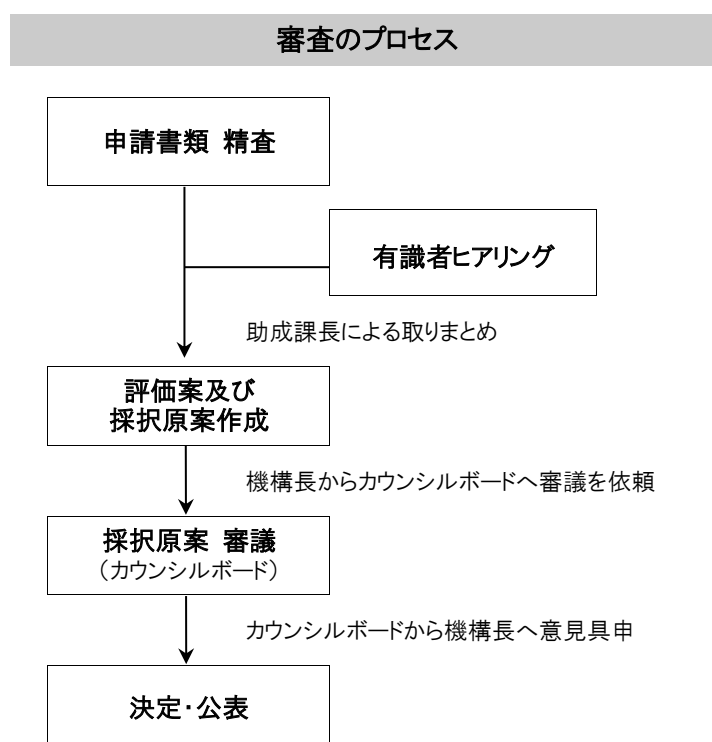 審査のプロセス
申請書類 精査
有識者ヒアリング
助成課長による取りまとめ
評価案及び
採択原案作成
機構長からカウンシルボードへ審議を依頼
採択原案 審議
（カウンシルボード）
カウンシルボードから機構長へ意見具申
決定・公表